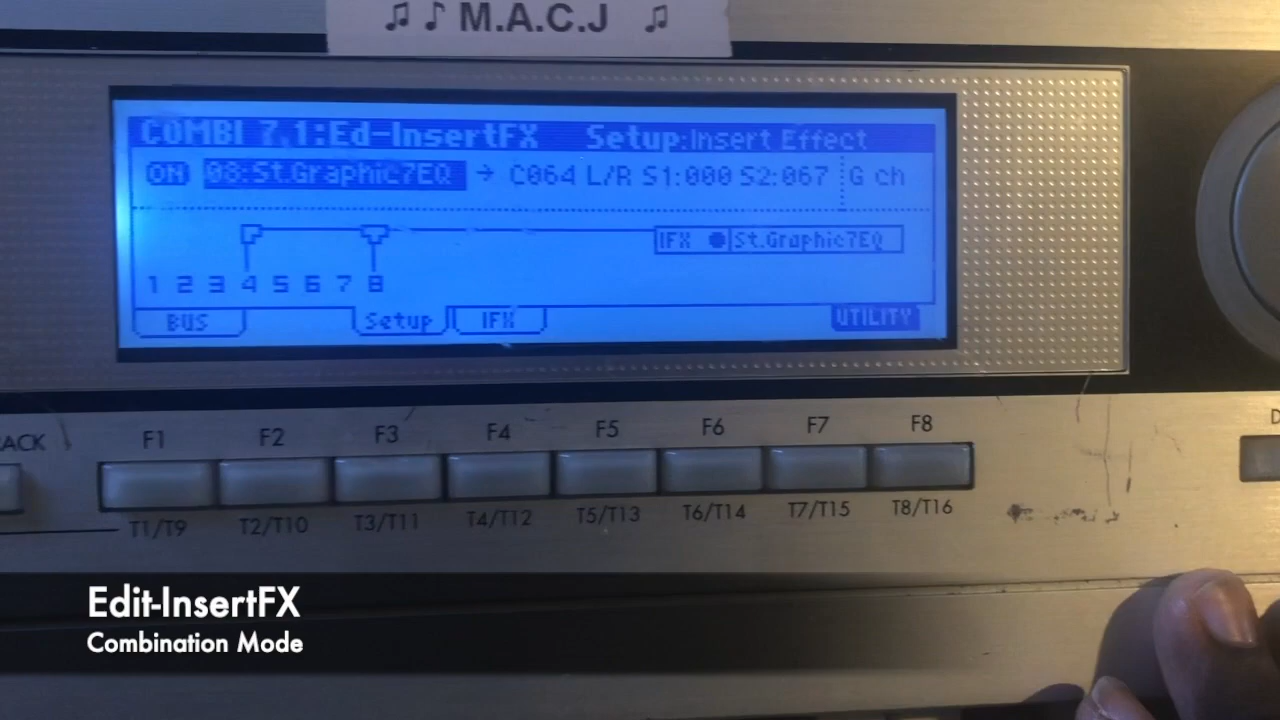 ♫ ♪ M.A.C.J ♫
COMBI 7.1:Ed-InsertFX Setup:Insert Effect
ON 08:St.Graphic7EQ → C064 L/R S1:000 S2:067 G ch
IFX ●|St.Graphic7EQ
1 2 3 4 5 6 7 8
BUS Setup IFX UTILITY
ACK F1 F2 F3 F4 F5 F6 F7 F8 D
T1/T9 T2/T10 T3/T11 T4/T12 T5/T13 T6/T14 T7/T15 T8/T16
Edit-InsertFX
Combination Mode